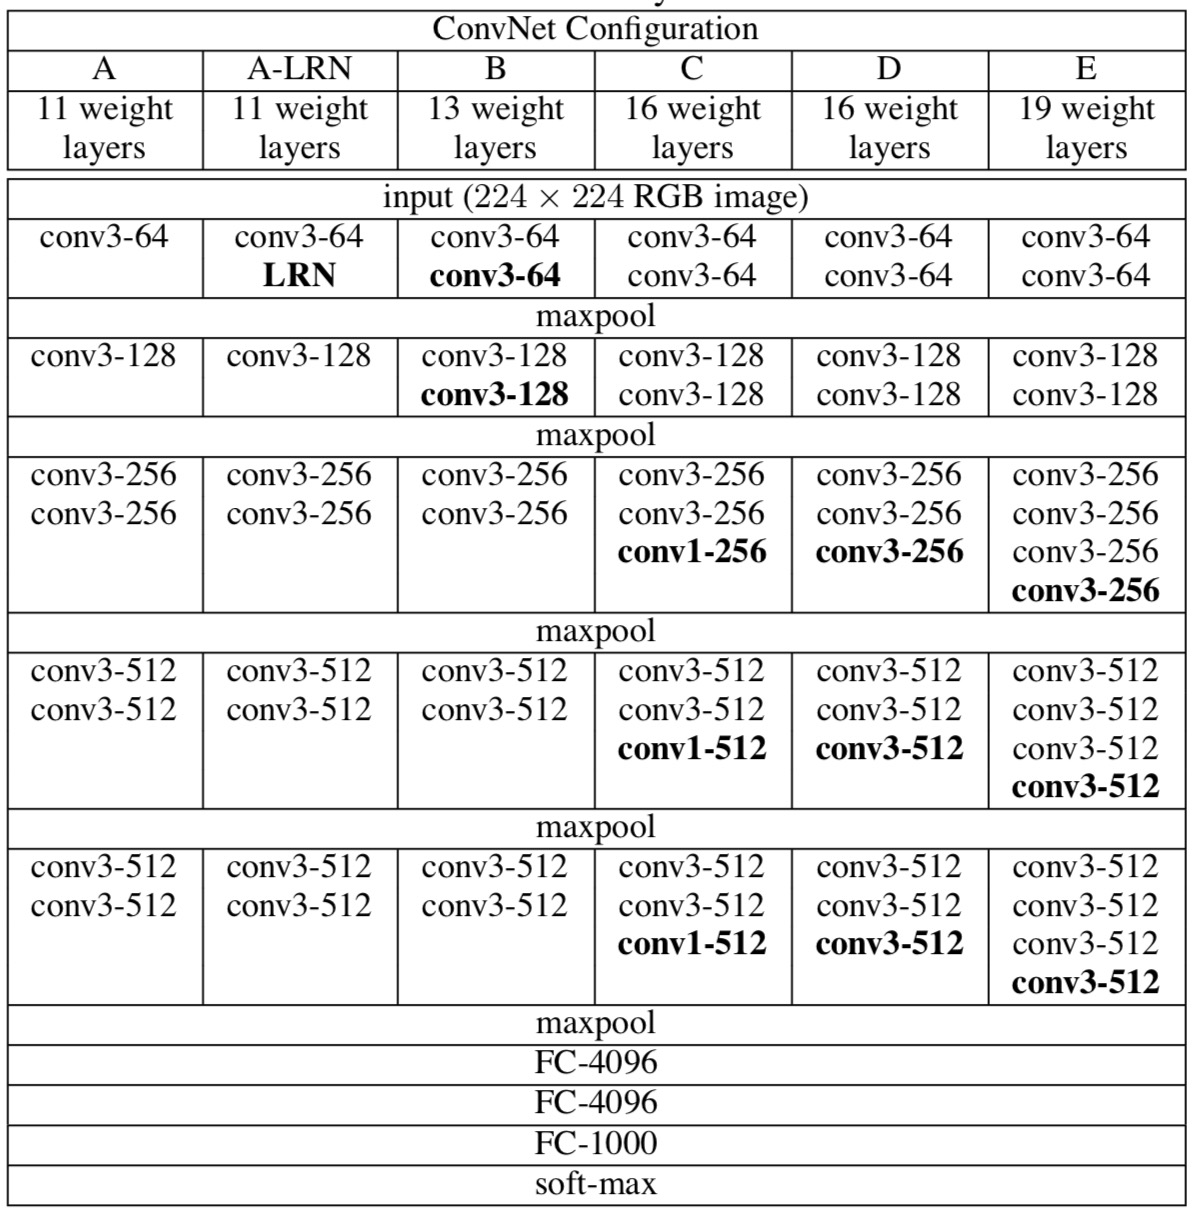 ConvNet Configuration
A A-LRN B C D E
11 weight 11 weight 13 weight 16 weight 16 weight 19 weight
layers layers layers layers layers layers
input (224 × 224 RGB image)
conv3-64 conv3-64 conv3-64 conv3-64 conv3-64 conv3-64
LRN conv3-64 conv3-64 conv3-64 conv3-64
maxpool
conv3-128 conv3-128 conv3-128 conv3-128 conv3-128 conv3-128
conv3-128 conv3-128 conv3-128 conv3-128
maxpool
conv3-256 conv3-256 conv3-256 conv3-256 conv3-256 conv3-256
conv3-256 conv3-256 conv3-256 conv3-256 conv3-256 conv3-256
conv1-256 conv3-256 conv3-256
conv3-256
maxpool
conv3-512 conv3-512 conv3-512 conv3-512 conv3-512 conv3-512
conv3-512 conv3-512 conv3-512 conv3-512 conv3-512 conv3-512
conv1-512 conv3-512 conv3-512
conv3-512
maxpool
conv3-512 conv3-512 conv3-512 conv3-512 conv3-512 conv3-512
conv3-512 conv3-512 conv3-512 conv3-512 conv3-512 conv3-512
conv1-512 conv3-512 conv3-512
conv3-512
maxpool
FC-4096
FC-4096
FC-1000
soft-max